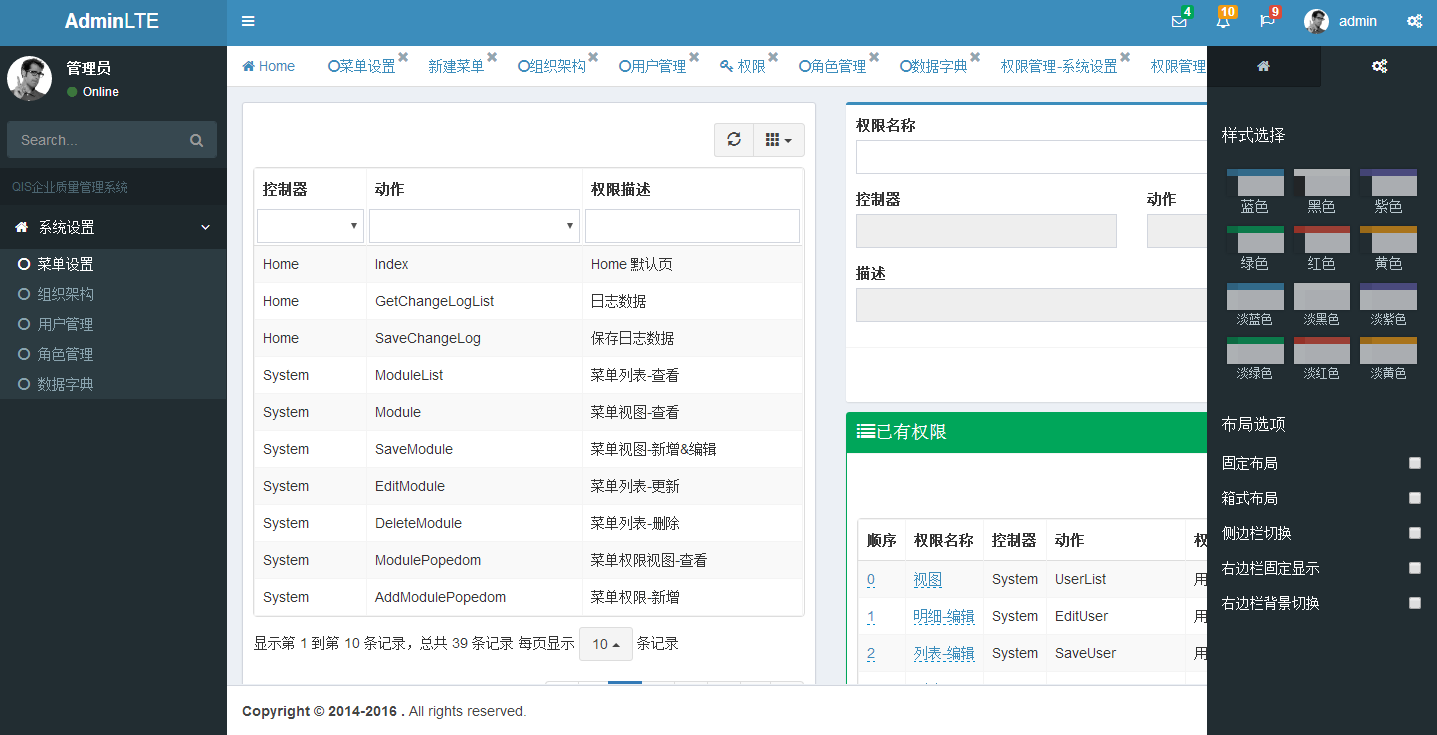 AdminLTE
4
10
9
admin
管理员
Online
Search...
QIS企业质量管理系统
系统设置
菜单设置
组织架构
用户管理
角色管理
数据字典
Home 菜单设置 新建菜单 组织架构 用户管理 权限 角色管理 数据字典 权限管理-系统设置 权限管理
控制器 动作 权限描述
Home Index Home 默认页
Home GetChangeLogList 日志数据
Home SaveChangeLog 保存日志数据
System ModuleList 菜单列表-查看
System Module 菜单视图-查看
System SaveModule 菜单视图-新增&编辑
System EditModule 菜单列表-更新
System DeleteModule 菜单列表-删除
System ModulePopedom 菜单权限视图-查看
System AddModulePopedom 菜单权限-新增
显示第 1 到第 10 条记录，总共 39 条记录 每页显示 10 条记录
权限名称
控制器 动作
描述
已有权限
顺序 权限名称 控制器 动作 权
0 视图 System UserList 用
1 明细-编辑 System EditUser 用
2 列表-编辑 System SaveUser 用
样式选择
蓝色 黑色 紫色
绿色 红色 黄色
淡蓝色 淡黑色 淡紫色
淡绿色 淡红色 淡黄色
布局选项
固定布局
箱式布局
侧边栏切换
右边栏固定显示
右边栏背景切换
Copyright © 2014-2016 . All rights reserved.